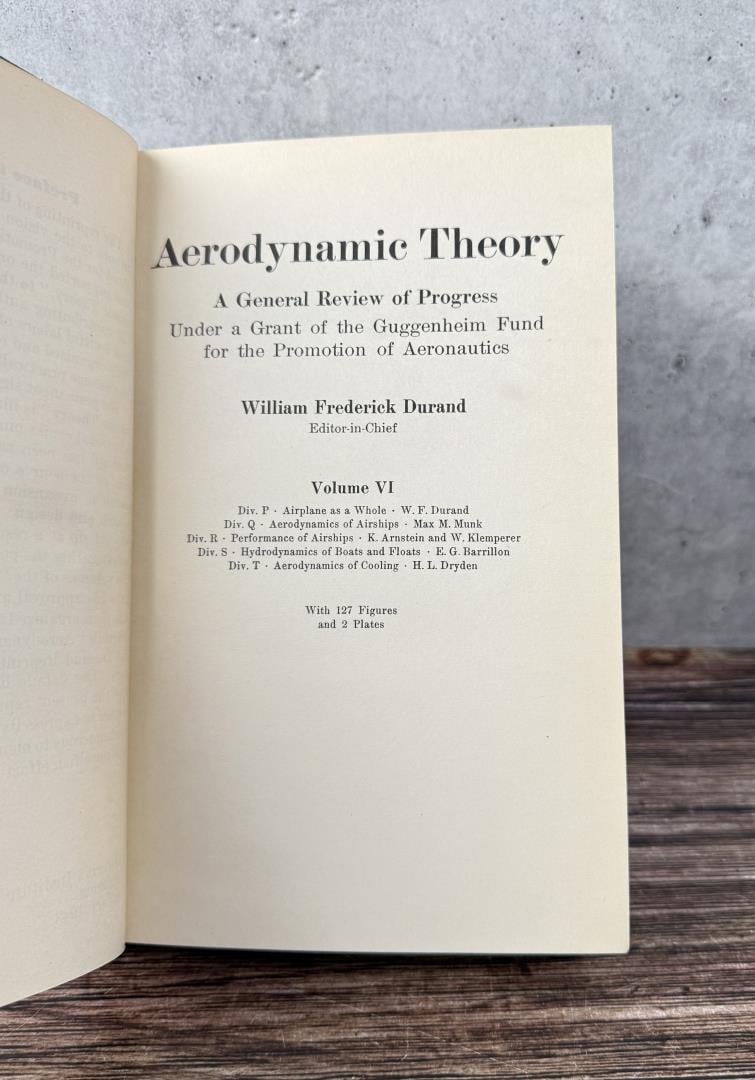 Aerodynamic Theory
A General Review of Progress
Under a Grant of the Guggenheim Fund
for the Promotion of Aeronautics
William Frederick Durand
Editor-in-Chief
Volume VI
Div. P · Airplane as a Whole · W. F. Durand
Div. Q · Aerodynamics of Airships · Max M. Munk
Div. R · Performance of Airships · K. Arnstein and W. Klemperer
Div. S · Hydrodynamics of Boats and Floats · E. G. Barrillon
Div. T · Aerodynamics of Cooling · H. L. Dryden
With 127 Figures
and 2 Plates